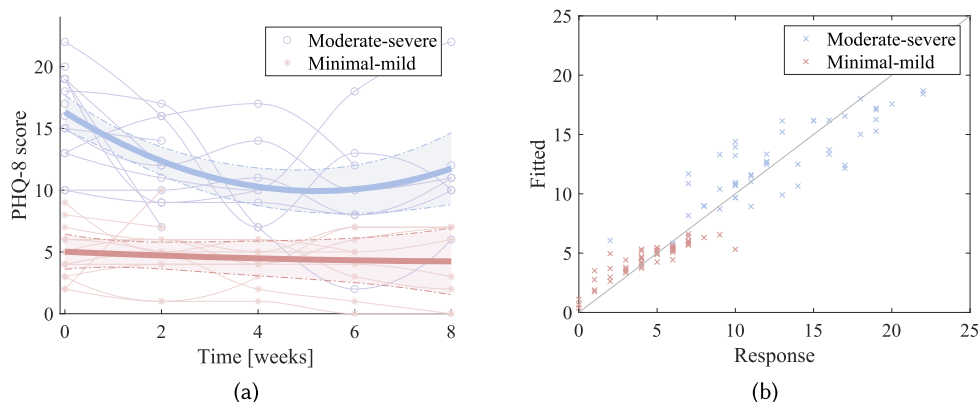 Moderate-severe
Minimal-mild
PHQ-8 score
20
15
10
5
0
0 2 4 6 8
Time [weeks]
(a)
Moderate-severe
Minimal-mild
Fitted
25
20
15
10
5
0
0 5 10 15 20 25
Response
(b)